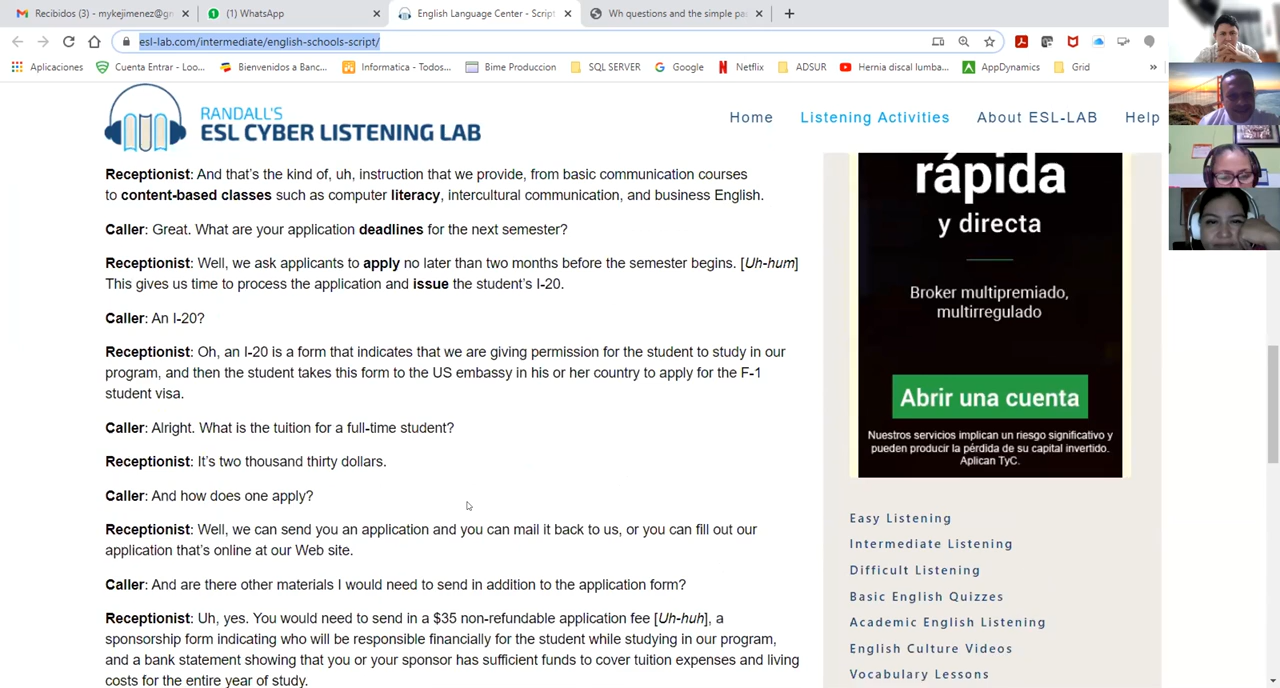 Recibidos (3) - mykejimenez@gm
(1) WhatsApp
English Language Center - Script
Wh questions and the simple pa
esl-lab.com/intermediate/english-schools-script/
Aplicaciones
Cuenta Entrar - Loo...
Bienvenidos a Banc...
Informatica - Todos...
Bime Produccion
SQL SERVER
Google
Netflix
ADSUR
Hernia discal lumba...
AppDynamics
Grid
»
RANDALL'S
ESL CYBER LISTENING LAB
Home
Listening Activities
About ESL-LAB
Help
Receptionist: And that's the kind of, uh, instruction that we provide, from basic communication courses
to content-based classes such as computer literacy, intercultural communication, and business English.
Caller: Great. What are your application deadlines for the next semester?
Receptionist: Well, we ask applicants to apply no later than two months before the semester begins. [Uh-hum]
This gives us time to process the application and issue the student's I-20.
Caller: An I-20?
Receptionist: Oh, an I-20 is a form that indicates that we are giving permission for the student to study in our
program, and then the student takes this form to the US embassy in his or her country to apply for the F-1
student visa.
Caller: Alright. What is the tuition for a full-time student?
Receptionist: It's two thousand thirty dollars.
Caller: And how does one apply?
Receptionist: Well, we can send you an application and you can mail it back to us, or you can fill out our
application that's online at our Web site.
Caller: And are there other materials I would need to send in addition to the application form?
Receptionist: Uh, yes. You would need to send in a $35 non-refundable application fee [Uh-huh], a
sponsorship form indicating who will be responsible financially for the student while studying in our program,
and a bank statement showing that you or your sponsor has sufficient funds to cover tuition expenses and living
costs for the entire year of study.
rápida
y directa
Broker multipremiado,
multirregulado
Abrir una cuenta
Nuestros servicios implican un riesgo significativo y
pueden producir la pérdida de su capital invertido.
Aplican TyC.
Easy Listening
Intermediate Listening
Difficult Listening
Basic English Quizzes
Academic English Listening
English Culture Videos
Vocabulary Lessons